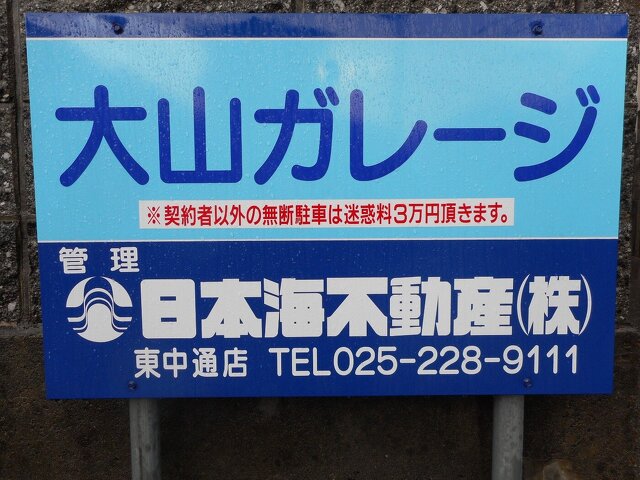 大山ガレージ
※契約者以外の無断駐車は迷惑料3万円頂きます。
管理
日本海不動産(株)
東中通店 TEL025-228-9111